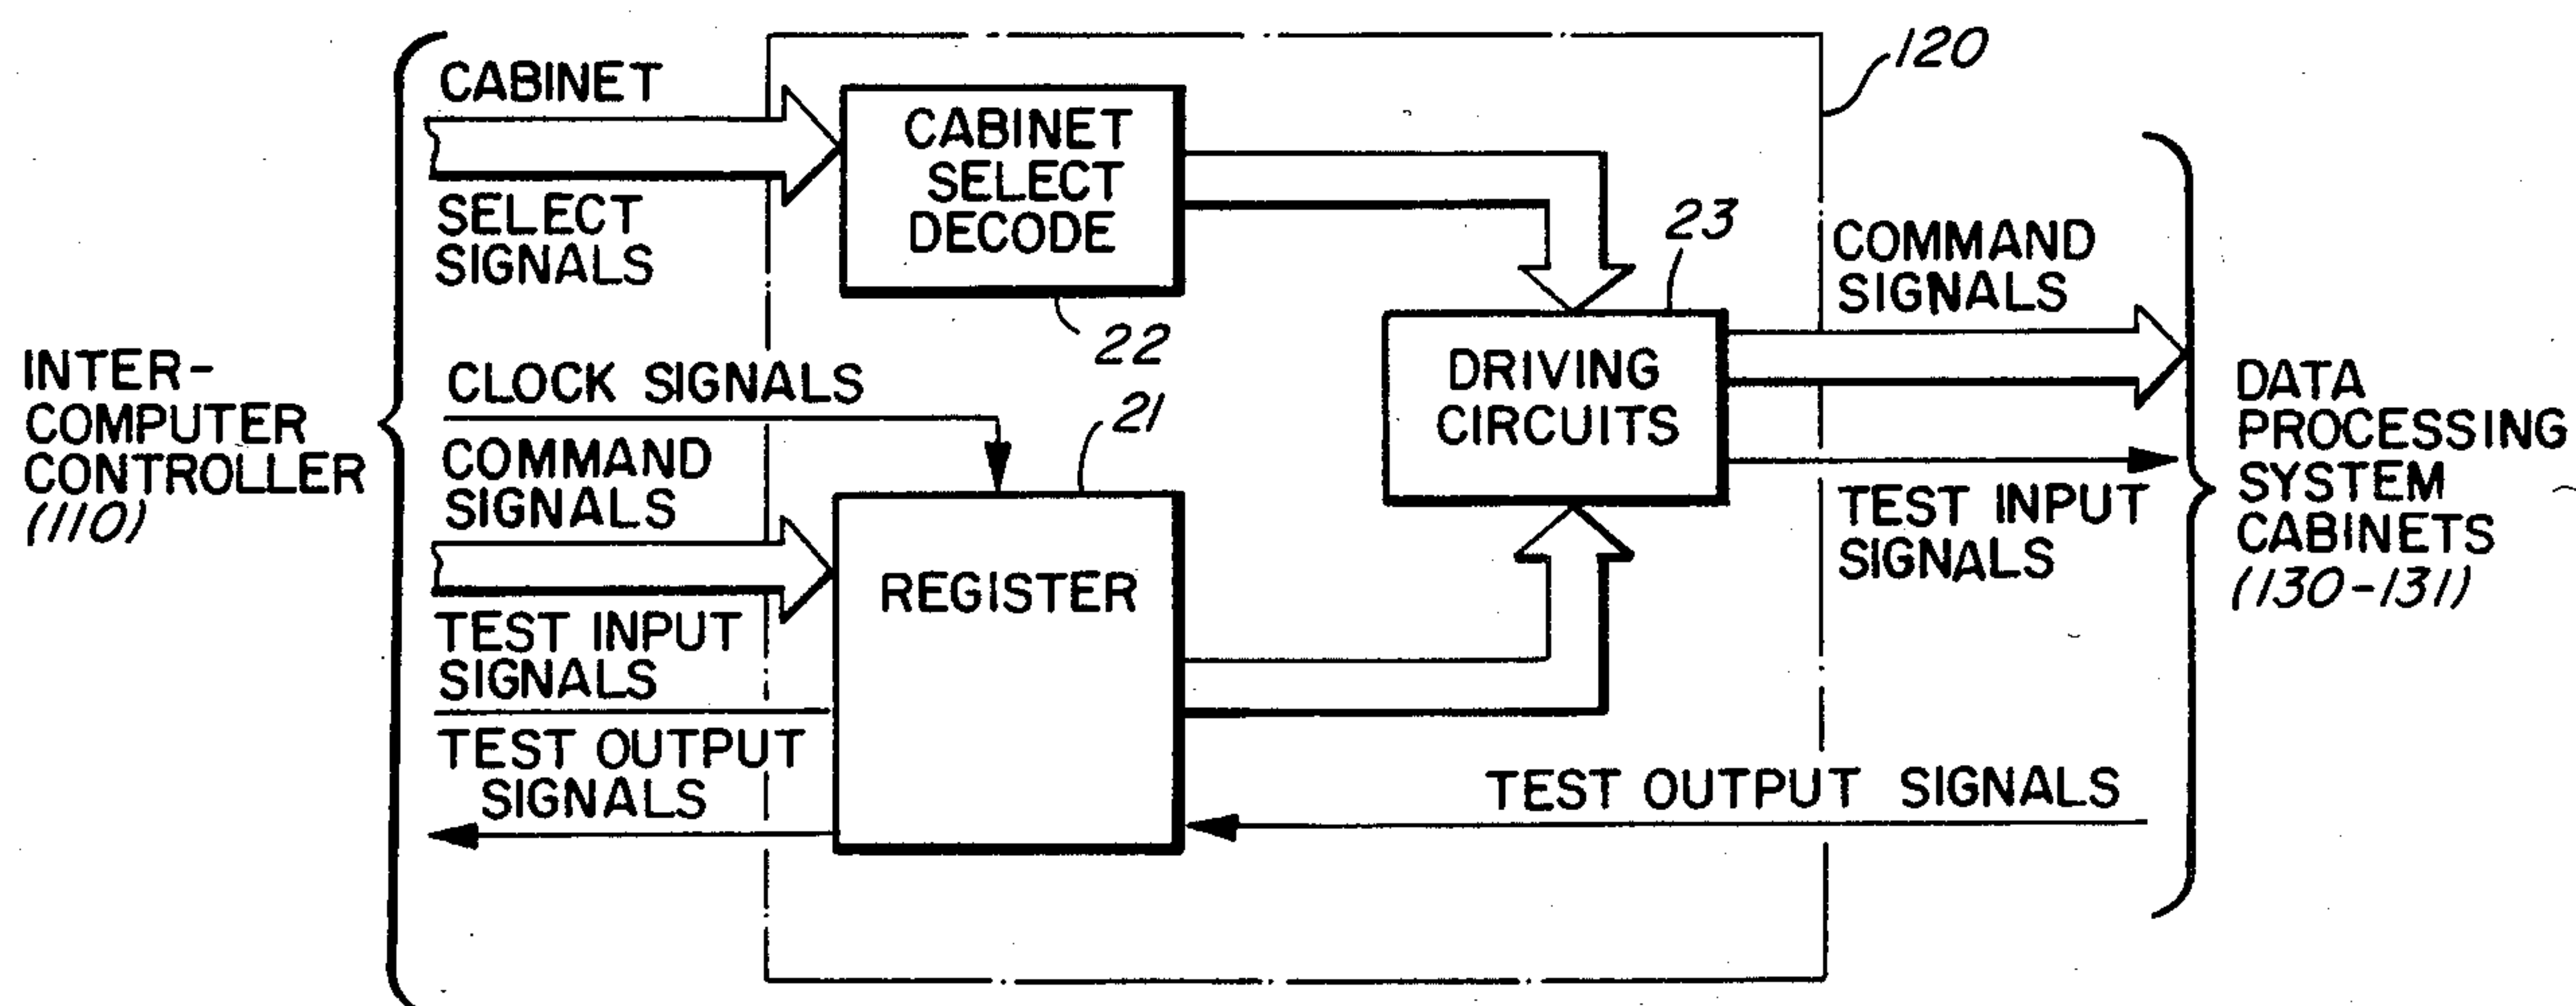 INTER-
COMPUTER
CONTROLLER
(110)
CABINET
SELECT
SIGNALS
CLOCK SIGNALS
COMMAND
SIGNALS
TEST INPUT
SIGNALS
TEST OUTPUT
SIGNALS
CABINET
SELECT
DECODE
22
21
REGISTER
23
DRIVING
CIRCUITS
120
COMMAND
SIGNALS
TEST INPUT
SIGNALS
TEST OUTPUT SIGNALS
DATA
PROCESSING
SYSTEM
CABINETS
(130-131)